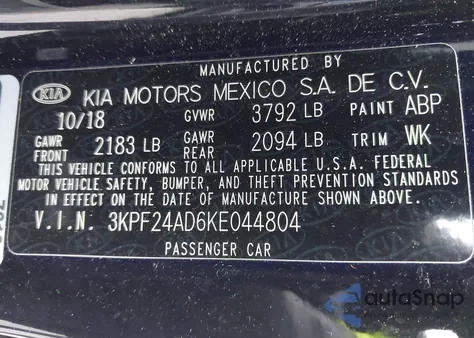 MANUFACTURED BY
KIA KIA MOTORS MEXICO S.A. DE C.V.
10/18 GVWR 3792 LB PAINT ABP
GAWR FRONT 2183 LB GAWR REAR 2094 LB TRIM WK
THIS VEHICLE CONFORMS TO ALL APPLICABLE U.S.A. FEDERAL
MOTOR VEHICLE SAFETY, BUMPER, AND THEFT PREVENTION STANDARDS
IN EFFECT ON THE DATE OF MANUFACTURE SHOWN ABOVE.
V.I.N. 3KPF24AD6KE044804
PASSENGER CAR
autoSnap